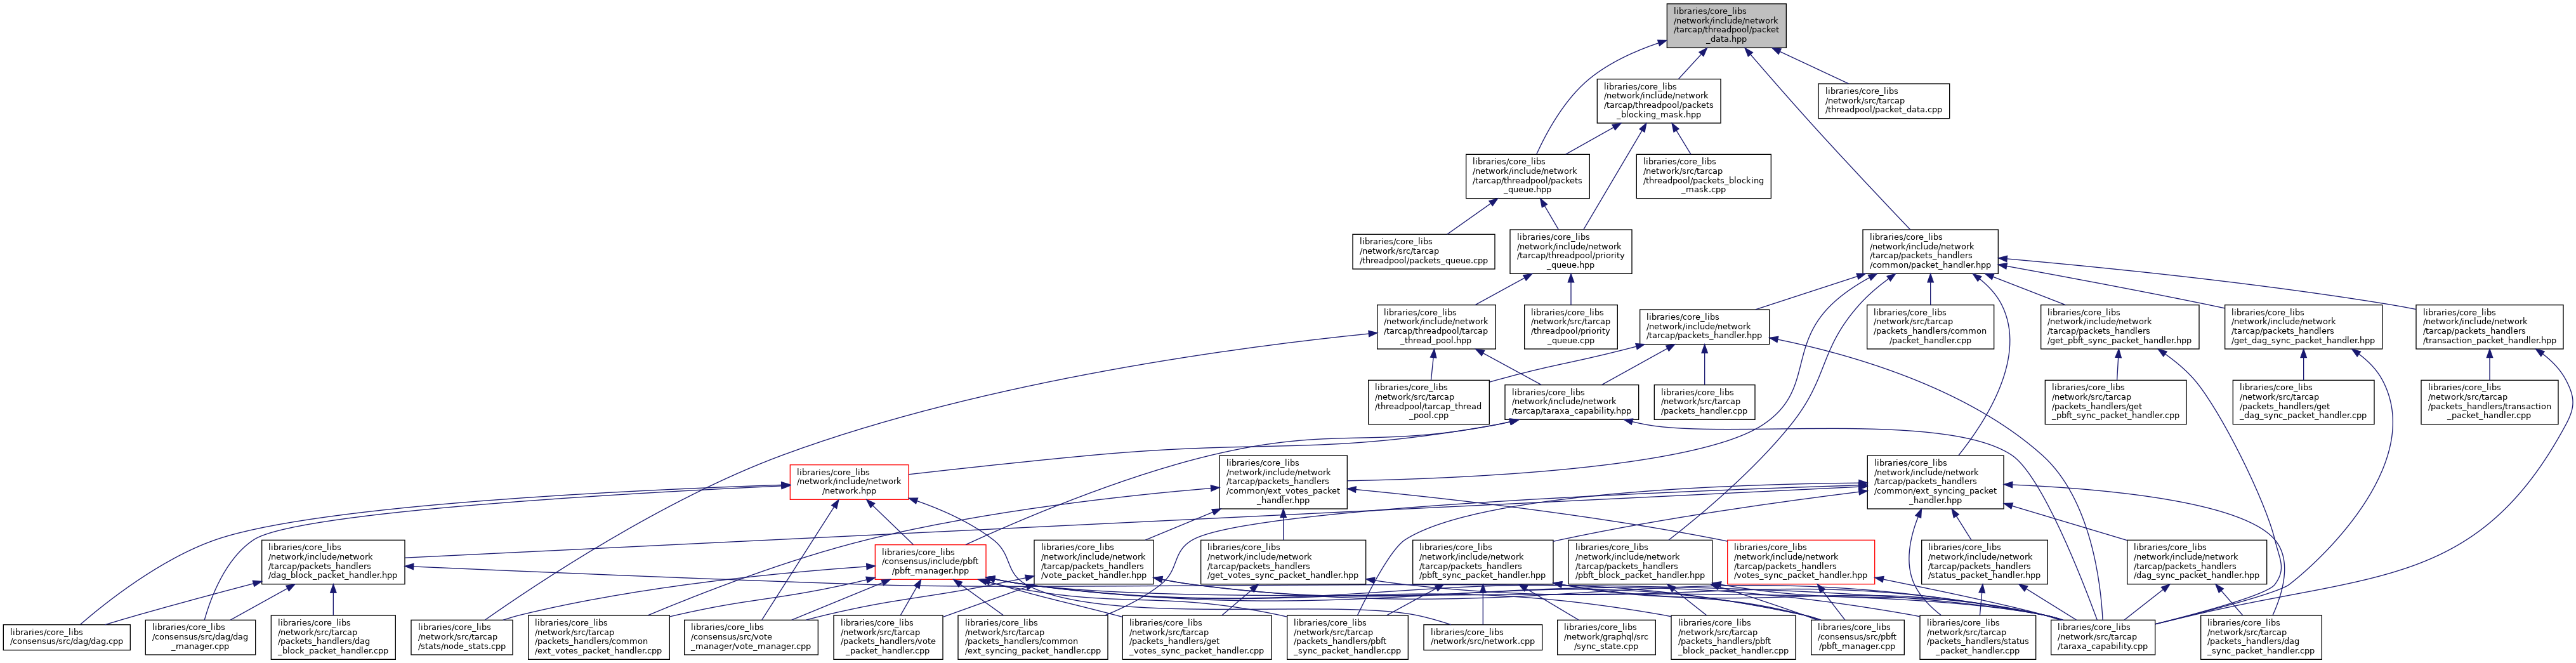 libraries/core_libs
/network/include/network
/tarcap/threadpool/packet
_data.hpp
libraries/core_libs
/network/include/network
/tarcap/threadpool/packets
_blocking_mask.hpp
libraries/core_libs
/network/src/tarcap
/threadpool/packet_data.cpp
libraries/core_libs
/network/include/network
/tarcap/threadpool/packets
_queue.hpp
libraries/core_libs
/network/src/tarcap
/threadpool/packets_blocking
_mask.cpp
libraries/core_libs
/network/src/tarcap
/threadpool/packets_queue.cpp
libraries/core_libs
/network/include/network
/tarcap/threadpool/priority
_queue.hpp
libraries/core_libs
/network/include/network
/tarcap/packets_handlers
/common/packet_handler.hpp
libraries/core_libs
/network/include/network
/tarcap/threadpool/tarcap
_thread_pool.hpp
libraries/core_libs
/network/src/tarcap
/threadpool/priority
_queue.cpp
libraries/core_libs
/network/include/network
/tarcap/packets_handler.hpp
libraries/core_libs
/network/src/tarcap
/packets_handlers/common
/packet_handler.cpp
libraries/core_libs
/network/include/network
/tarcap/packets_handlers
/get_pbft_sync_packet_handler.hpp
libraries/core_libs
/network/include/network
/tarcap/packets_handlers
/get_dag_sync_packet_handler.hpp
libraries/core_libs
/network/include/network
/tarcap/packets_handlers
/transaction_packet_handler.hpp
libraries/core_libs
/network/src/tarcap
/threadpool/tarcap_thread
_pool.cpp
libraries/core_libs
/network/include/network
/tarcap/taraxa_capability.hpp
libraries/core_libs
/network/src/tarcap
/packets_handler.cpp
libraries/core_libs
/network/src/tarcap
/packets_handlers/get
_pbft_sync_packet_handler.cpp
libraries/core_libs
/network/src/tarcap
/packets_handlers/get
_dag_sync_packet_handler.cpp
libraries/core_libs
/network/src/tarcap
/packets_handlers/transaction
_packet_handler.cpp
libraries/core_libs
/network/include/network
/network.hpp
libraries/core_libs
/network/include/network
/tarcap/packets_handlers
/common/ext_votes_packet
_handler.hpp
libraries/core_libs
/network/include/network
/tarcap/packets_handlers
/common/ext_syncing_packet
_handler.hpp
libraries/core_libs
/network/include/network
/tarcap/packets_handlers
/dag_block_packet_handler.hpp
libraries/core_libs
/consensus/include/pbft
/pbft_manager.hpp
libraries/core_libs
/network/include/network
/tarcap/packets_handlers
/vote_packet_handler.hpp
libraries/core_libs
/network/include/network
/tarcap/packets_handlers
/get_votes_sync_packet_handler.hpp
libraries/core_libs
/network/include/network
/tarcap/packets_handlers
/pbft_sync_packet_handler.hpp
libraries/core_libs
/network/include/network
/tarcap/packets_handlers
/pbft_block_packet_handler.hpp
libraries/core_libs
/network/include/network
/tarcap/packets_handlers
/votes_sync_packet_handler.hpp
libraries/core_libs
/network/include/network
/tarcap/packets_handlers
/status_packet_handler.hpp
libraries/core_libs
/network/include/network
/tarcap/packets_handlers
/dag_sync_packet_handler.hpp
libraries/core_libs
/consensus/src/dag/dag.cpp
libraries/core_libs
/consensus/src/dag/dag
_manager.cpp
libraries/core_libs
/network/src/tarcap
/packets_handlers/dag
_block_packet_handler.cpp
libraries/core_libs
/network/src/tarcap
/stats/node_stats.cpp
libraries/core_libs
/network/src/tarcap
/packets_handlers/common
/ext_votes_packet_handler.cpp
libraries/core_libs
/consensus/src/vote
_manager/vote_manager.cpp
libraries/core_libs
/network/src/tarcap
/packets_handlers/vote
_packet_handler.cpp
libraries/core_libs
/network/src/tarcap
/packets_handlers/common
/ext_syncing_packet_handler.cpp
libraries/core_libs
/network/src/tarcap
/packets_handlers/get
_votes_sync_packet_handler.cpp
libraries/core_libs
/network/src/tarcap
/packets_handlers/pbft
_sync_packet_handler.cpp
libraries/core_libs
/network/src/network.cpp
libraries/core_libs
/network/graphql/src
/sync_state.cpp
libraries/core_libs
/network/src/tarcap
/packets_handlers/pbft
_block_packet_handler.cpp
libraries/core_libs
/consensus/src/pbft
/pbft_manager.cpp
libraries/core_libs
/network/src/tarcap
/packets_handlers/status
_packet_handler.cpp
libraries/core_libs
/network/src/tarcap
/taraxa_capability.cpp
libraries/core_libs
/network/src/tarcap
/packets_handlers/dag
_sync_packet_handler.cpp